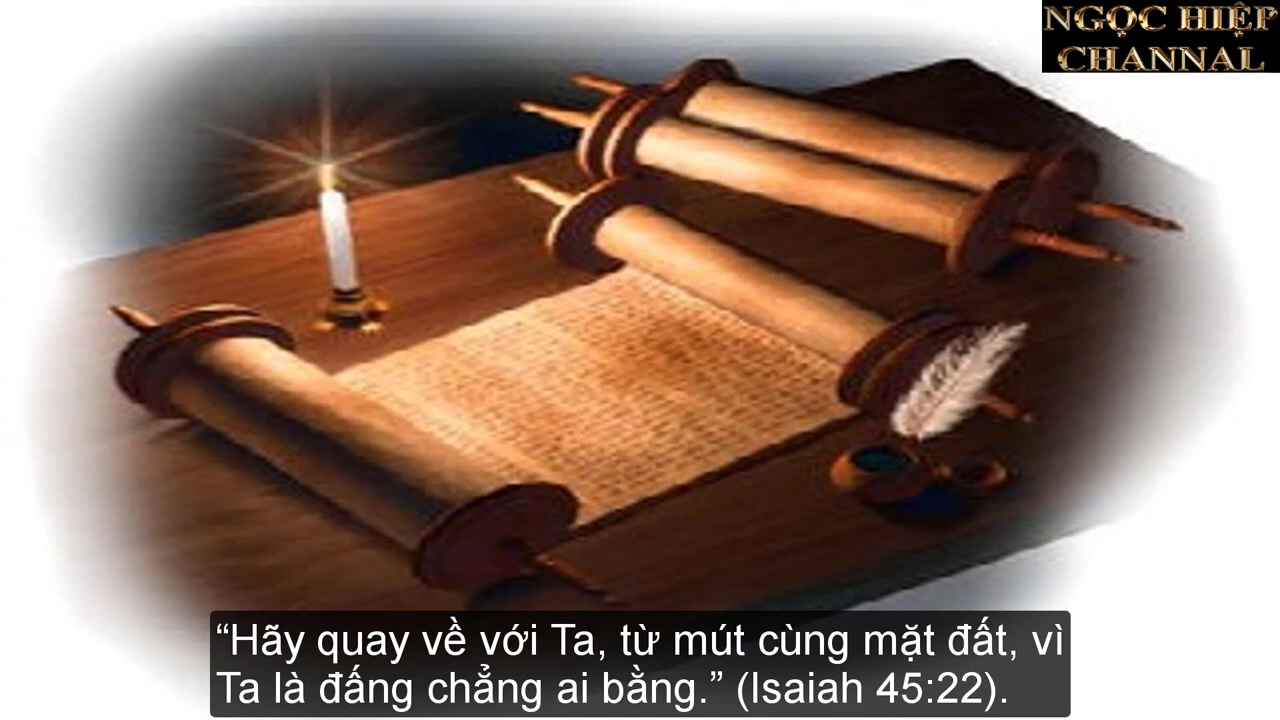 NGỌC HIỆP
CHANNAL
“Hãy quay về với Ta, từ mút cùng mặt đất, vì
Ta là đấng chẳng ai bằng.” (Isaiah 45:22).